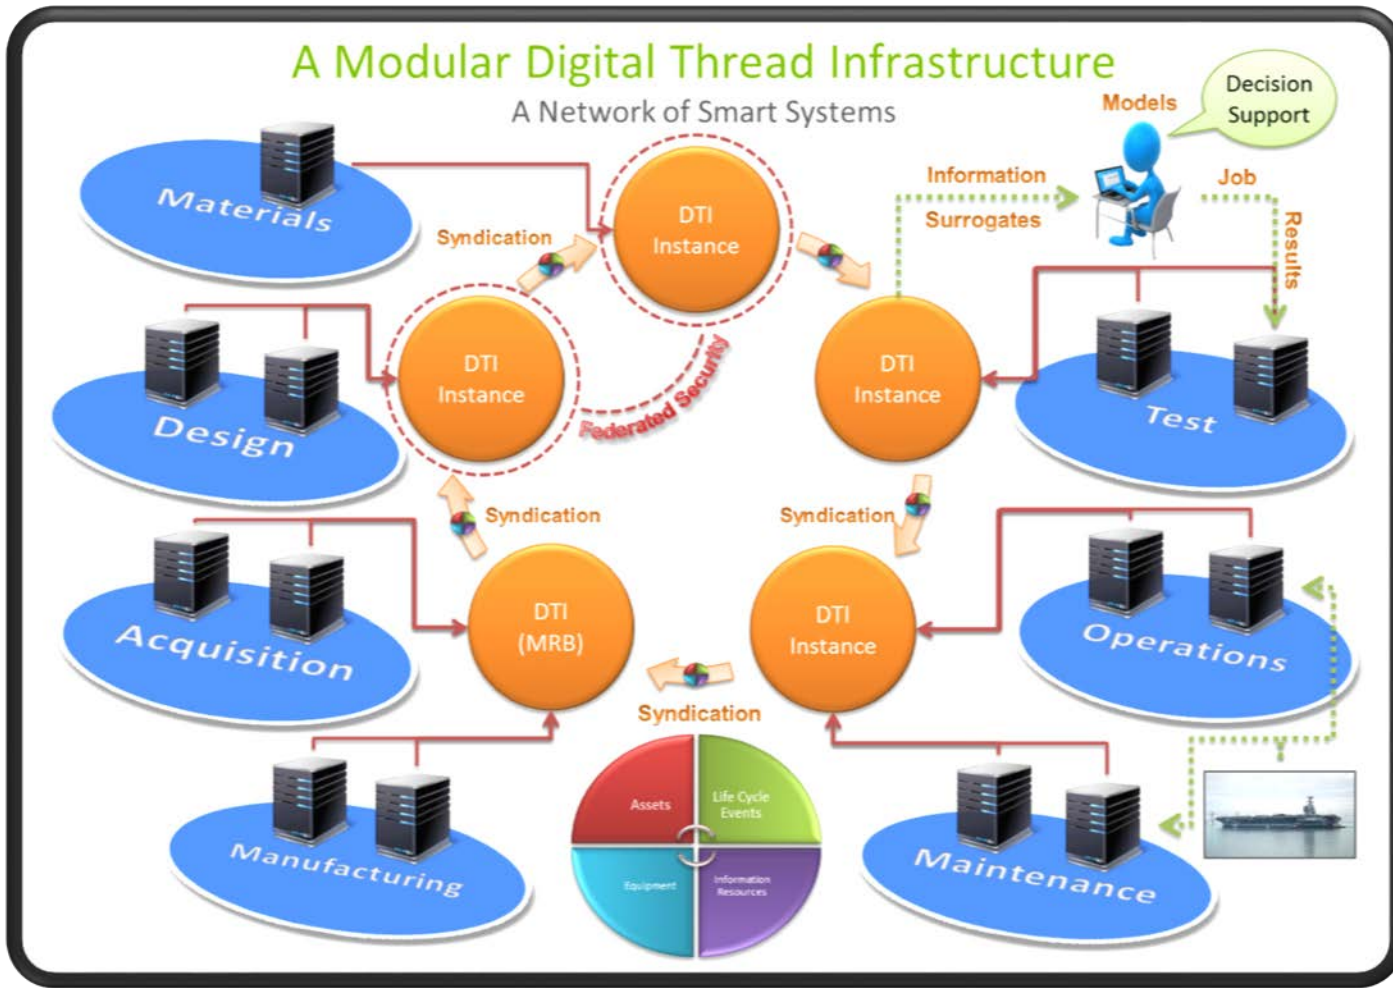 A Modular Digital Thread Infrastructure
A Network of Smart Systems
Decision
Support
Models
Materials
Information
Surrogates
Job
Results
DTI
Instance
Syndication
Design
DTI
Instance
Federated Security
DTI
Instance
Test
Syndication
Syndication
Acquisition
DTI
(MRB)
DTI
Instance
Operations
Syndication
Manufacturing
Assets
Life Cycle
Events
Equipment
Information
Resources
Maintenance